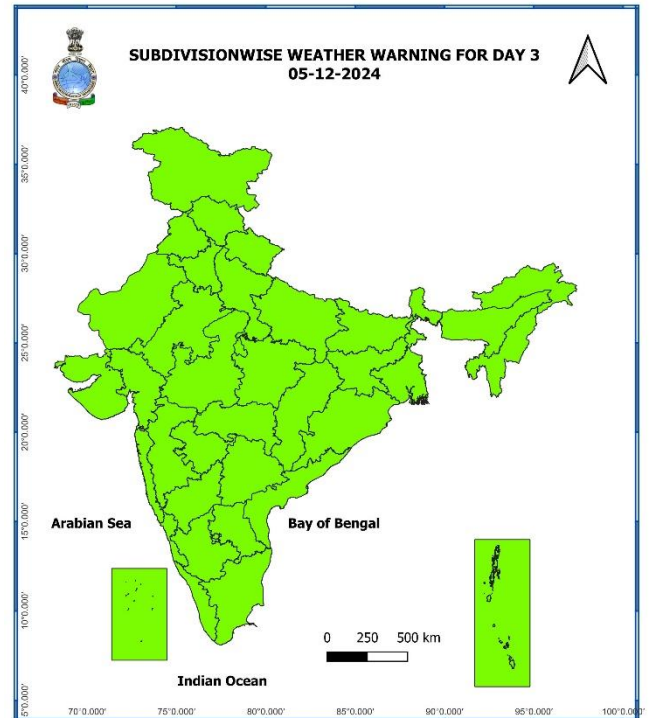 SUBDIVISIONWISE WEATHER WARNING FOR DAY 3
05-12-2024
40°0.000'
35°0.000'
30°0.000'
25°0.000'
20°0.000'
15°0.000'
10°0.000'
5°0.000'
Arabian Sea
Bay of Bengal
0 250 500 km
Indian Ocean
70°0.000' 75°0.000' 80°0.000' 85°0.000' 90°0.000' 95°0.000' 100°0.000'